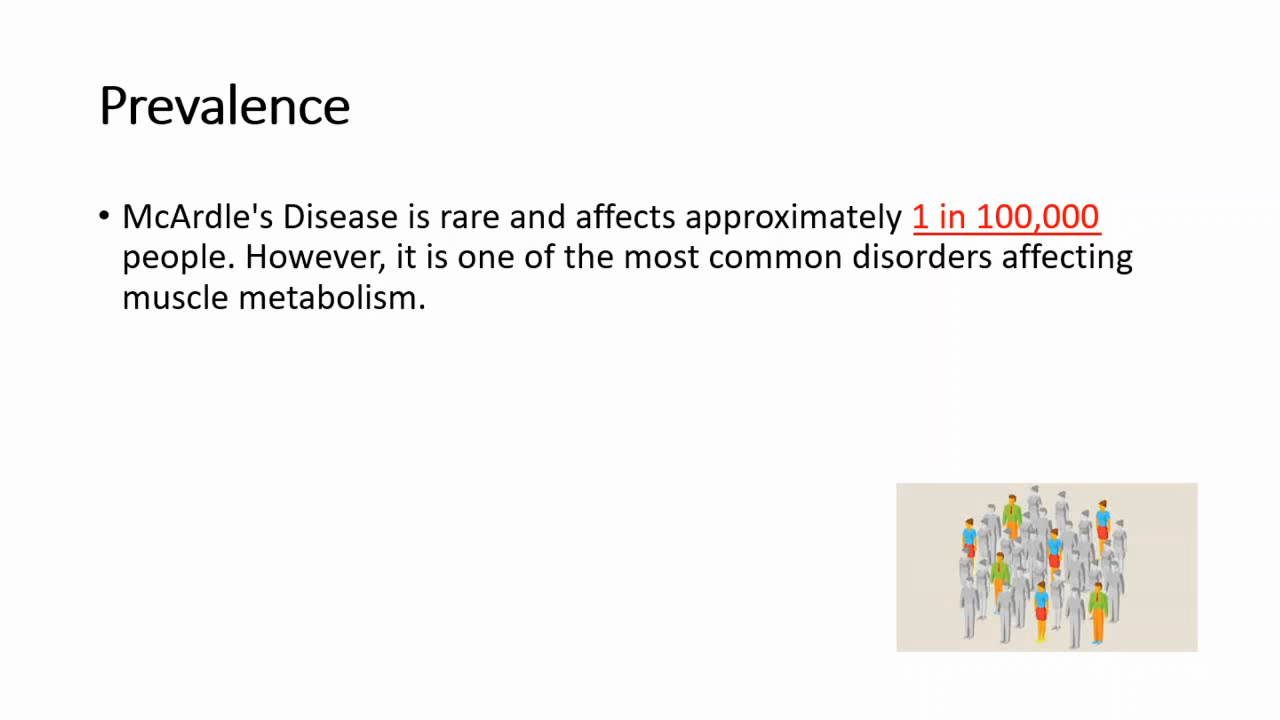 Prevalence
• McArdle's Disease is rare and affects approximately 1 in 100,000
people. However, it is one of the most common disorders affecting
muscle metabolism.